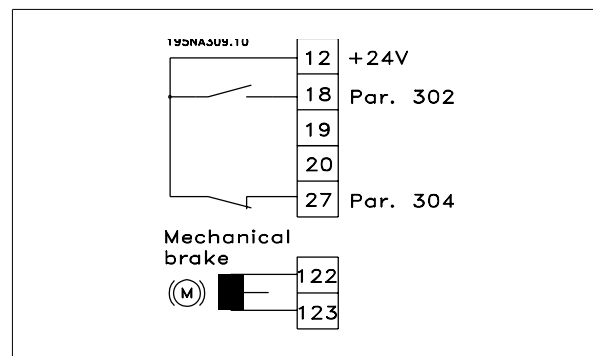 195NA309.10
12 +24V
18 Par. 302
19
20
27 Par. 304
Mechanical
brake
M
122
123